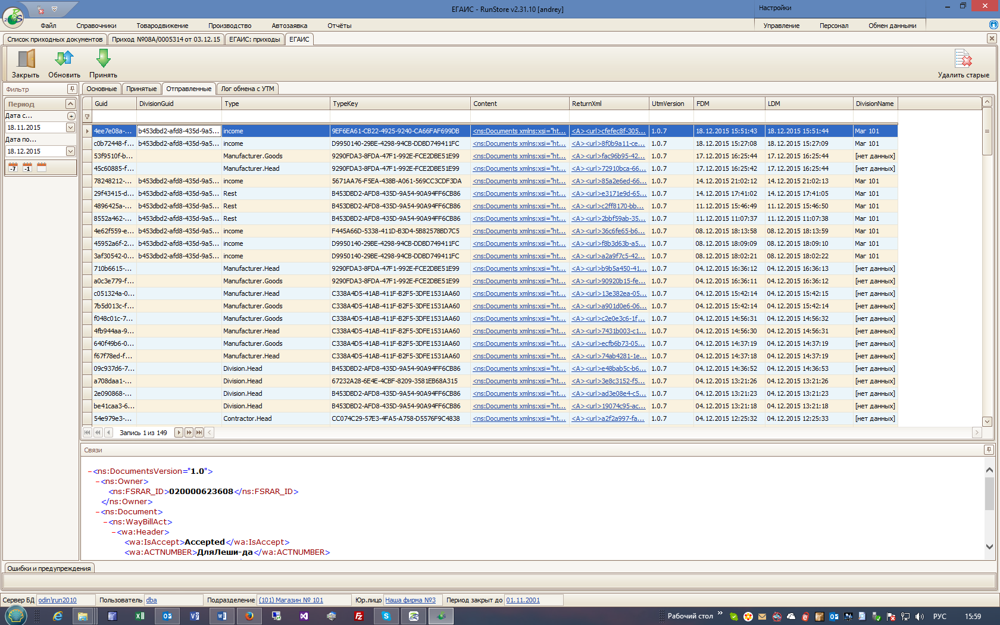 ЕГАИС - RunStore v2.31.10 [andrey]
Настройки
Файл Справочники Товародвижение Производство Автозаявка Отчёты Управление Персонал Обмен данными
Список приходных документов Приход №08А/0005314 от 03.12.15 ЕГАИС: приходы ЕГАИС
Закрыть Обновить Принять Удалить старые
Фильтр
Период
Дата с...
18.11.2015
Дата по...
18.12.2015
-7 -1
Основные Принятые Отправленные Лог обмена с УТМ
Guid DivisionGuid Type TypeKey Content ReturnXml UtmVersion FDM LDM DivisionName
4ee7e08a-... b453dbd2-afd8-435d-9a5... income 9EF6EA61-CB22-4925-9240-CA66FAF699DB <ns:Documents xmlns:xsi="ht... <A><url>cfefec8f-305... 1.0.7 18.12.2015 15:51:43 18.12.2015 15:51:44 Маг 101
c0b72448-f... b453dbd2-afd8-435d-9a5... income D9950140-29BE-4298-94CB-DDBD749411FC <ns:Documents xmlns:xsi="ht... <A><url>8f0b9a11-ce... 1.0.7 18.12.2015 15:27:08 18.12.2015 15:27:09 Маг 101
53f9510f-b... Manufacturer.Goods 9290FDA3-8FDA-47F1-992E-FCE2DBE51E99 <ns:Documents xmlns:xsi="ht... <A><url>fac96b95-42... 1.0.7 17.12.2015 16:25:44 17.12.2015 16:25:44 [нет данных]
45c60885-f... Manufacturer.Head 9290FDA3-8FDA-47F1-992E-FCE2DBE51E99 <ns:Documents xmlns:xsi="ht... <A><url>72910bca-66... 1.0.7 17.12.2015 16:25:42 17.12.2015 16:25:44 [нет данных]
78248212-... b453dbd2-afd8-435d-9a5... income 5671AA76-F5EA-438B-A061-569CC3CDF3DA <ns:Documents xmlns:xsi="ht... <A><url>85a2e6ed-66... 1.0.7 14.12.2015 21:02:12 14.12.2015 21:02:13 Маг 101
29f43415-d... b453dbd2-afd8-435d-9a5... Rest B453DBD2-AFD8-435D-9A54-90A94FF6CB86 <ns:Documents xmlns:xsi="ht... <A><url>e3171e9d-65... 1.0.7 14.12.2015 17:41:02 14.12.2015 17:41:05 Маг 101
4896425a-... b453dbd2-afd8-435d-9a5... Rest B453DBD2-AFD8-435D-9A54-90A94FF6CB86 <ns:Documents xmlns:xsi="ht... <A><url>c2ff8170-bb... 1.0.7 11.12.2015 15:46:49 11.12.2015 15:46:50 Маг 101
8552a462-... b453dbd2-afd8-435d-9a5... Rest B453DBD2-AFD8-435D-9A54-90A94FF6CB86 <ns:Documents xmlns:xsi="ht... <A><url>2bbf59ab-35... 1.0.7 11.12.2015 11:07:37 11.12.2015 11:07:38 Маг 101
4e62f559-e... b453dbd2-afd8-435d-9a5... income F445A66D-5338-411D-B3D4-5B82578BD7C5 <ns:Documents xmlns:xsi="ht... <A><url>36c6fe65-b6... 1.0.7 08.12.2015 18:13:58 08.12.2015 18:13:59 Маг 101
45952a6f-2... b453dbd2-afd8-435d-9a5... income D9950140-29BE-4298-94CB-DDBD749411FC <ns:Documents xmlns:xsi="ht... <A><url>f8b3d63b-a5... 1.0.7 08.12.2015 18:09:09 08.12.2015 18:09:10 Маг 101
3af30542-0... b453dbd2-afd8-435d-9a5... income D9950140-29BE-4298-94CB-DDBD749411FC <ns:Documents xmlns:xsi="ht... <A><url>a2a9f7c5-42... 1.0.7 08.12.2015 18:02:21 08.12.2015 18:02:22 Маг 101
710b6615-... Manufacturer.Head 9290FDA3-8FDA-47F1-992E-FCE2DBE51E99 <ns:Documents xmlns:xsi="ht... <A><url>b9b5a450-41... 1.0.7 04.12.2015 16:36:12 04.12.2015 16:36:13 [нет данных]
a0c3e779-f... Manufacturer.Goods 9290FDA3-8FDA-47F1-992E-FCE2DBE51E99 <ns:Documents xmlns:xsi="ht... <A><url>90920b15-fe... 1.0.7 04.12.2015 16:36:11 04.12.2015 16:36:12 [нет данных]
c051324a-0... Manufacturer.Head C338A4D5-41AB-411F-B2F5-3DFE1531AA60 <ns:Documents xmlns:xsi="ht... <A><url>13e382ea-05... 1.0.7 04.12.2015 15:42:14 04.12.2015 15:42:15 [нет данных]
7b5d013c-f... Manufacturer.Goods C338A4D5-41AB-411F-B2F5-3DFE1531AA60 <ns:Documents xmlns:xsi="ht... <A><url>a901d0e6-06... 1.0.7 04.12.2015 15:42:14 04.12.2015 15:42:14 [нет данных]
f048c01c-7... Manufacturer.Goods C338A4D5-41AB-411F-B2F5-3DFE1531AA60 <ns:Documents xmlns:xsi="ht... <A><url>c2e0e3c6-1f... 1.0.7 04.12.2015 14:56:31 04.12.2015 14:56:32 [нет данных]
4fb944aa-9... Manufacturer.Head C338A4D5-41AB-411F-B2F5-3DFE1531AA60 <ns:Documents xmlns:xsi="ht... <A><url>7431b003-c1... 1.0.7 04.12.2015 14:56:30 04.12.2015 14:56:31 [нет данных]
640f49b6-0... Manufacturer.Goods C338A4D5-41AB-411F-B2F5-3DFE1531AA60 <ns:Documents xmlns:xsi="ht... <A><url>ecfb6b73-05... 1.0.7 04.12.2015 14:37:19 04.12.2015 14:37:19 [нет данных]
f67f78ed-f... Manufacturer.Head C338A4D5-41AB-411F-B2F5-3DFE1531AA60 <ns:Documents xmlns:xsi="ht... <A><url>74ab4281-1e... 1.0.7 04.12.2015 14:37:18 04.12.2015 14:37:19 [нет данных]
09c937d6-7... Division.Head B453DBD2-AFD8-435D-9A54-90A94FF6CB86 <ns:Documents xmlns:xsi="ht... <A><url>e48bab5c-b6... 1.0.7 04.12.2015 14:36:52 04.12.2015 14:36:53 [нет данных]
a708daa1-... Division.Head 67232A28-6E4E-4CBF-8209-3581EB68A315 <ns:Documents xmlns:xsi="ht... <A><url>3e8c3152-f5... 1.0.7 04.12.2015 13:21:26 04.12.2015 13:21:26 [нет данных]
2e090868-... Division.Head B453DBD2-AFD8-435D-9A54-90A94FF6CB86 <ns:Documents xmlns:xsi="ht... <A><url>ad3e08e4-c5... 1.0.7 04.12.2015 13:21:23 04.12.2015 13:21:23 [нет данных]
be41caa3-6... Division.Head B453DBD2-AFD8-435D-9A54-90A94FF6CB86 <ns:Documents xmlns:xsi="ht... <A><url>19074c95-ac... 1.0.7 04.12.2015 13:21:18 04.12.2015 13:21:18 [нет данных]
54e979e3-... Contractor.Head CC074C29-57E3-4FA5-A758-D5576F9C4838 <ns:Documents xmlns:xsi="ht... <A><url>a2f2a997-fa... 1.0.7 04.12.2015 12:25:32 04.12.2015 12:25:33 [нет данных]
Запись 1 из 149
Связи
−<ns:DocumentsVersion="1.0">
−<ns:Owner>
<ns:FSRAR_ID>020000623608</ns:FSRAR_ID>
</ns:Owner>
−<ns:Document>
−<ns:WayBillAct>
−<wa:Header>
<wa:IsAccept>Accepted</wa:IsAccept>
<wa:ACTNUMBER>ДляЛеши-да</wa:ACTNUMBER>
Ошибки и предупреждения
Сервер БД odin\run2010 Пользователь dba Подразделение (101) Магазин № 101 Юр.лицо Наша фирма №3 Период закрыт до 01.11.2001
Рабочий стол » РУС 15:59